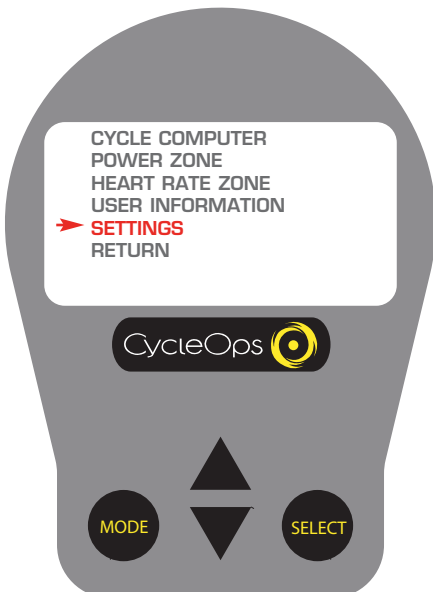 CYCLE COMPUTER
POWER ZONE
HEART RATE ZONE
USER INFORMATION
SETTINGS
RETURN
CycleOps
MODE
SELECT